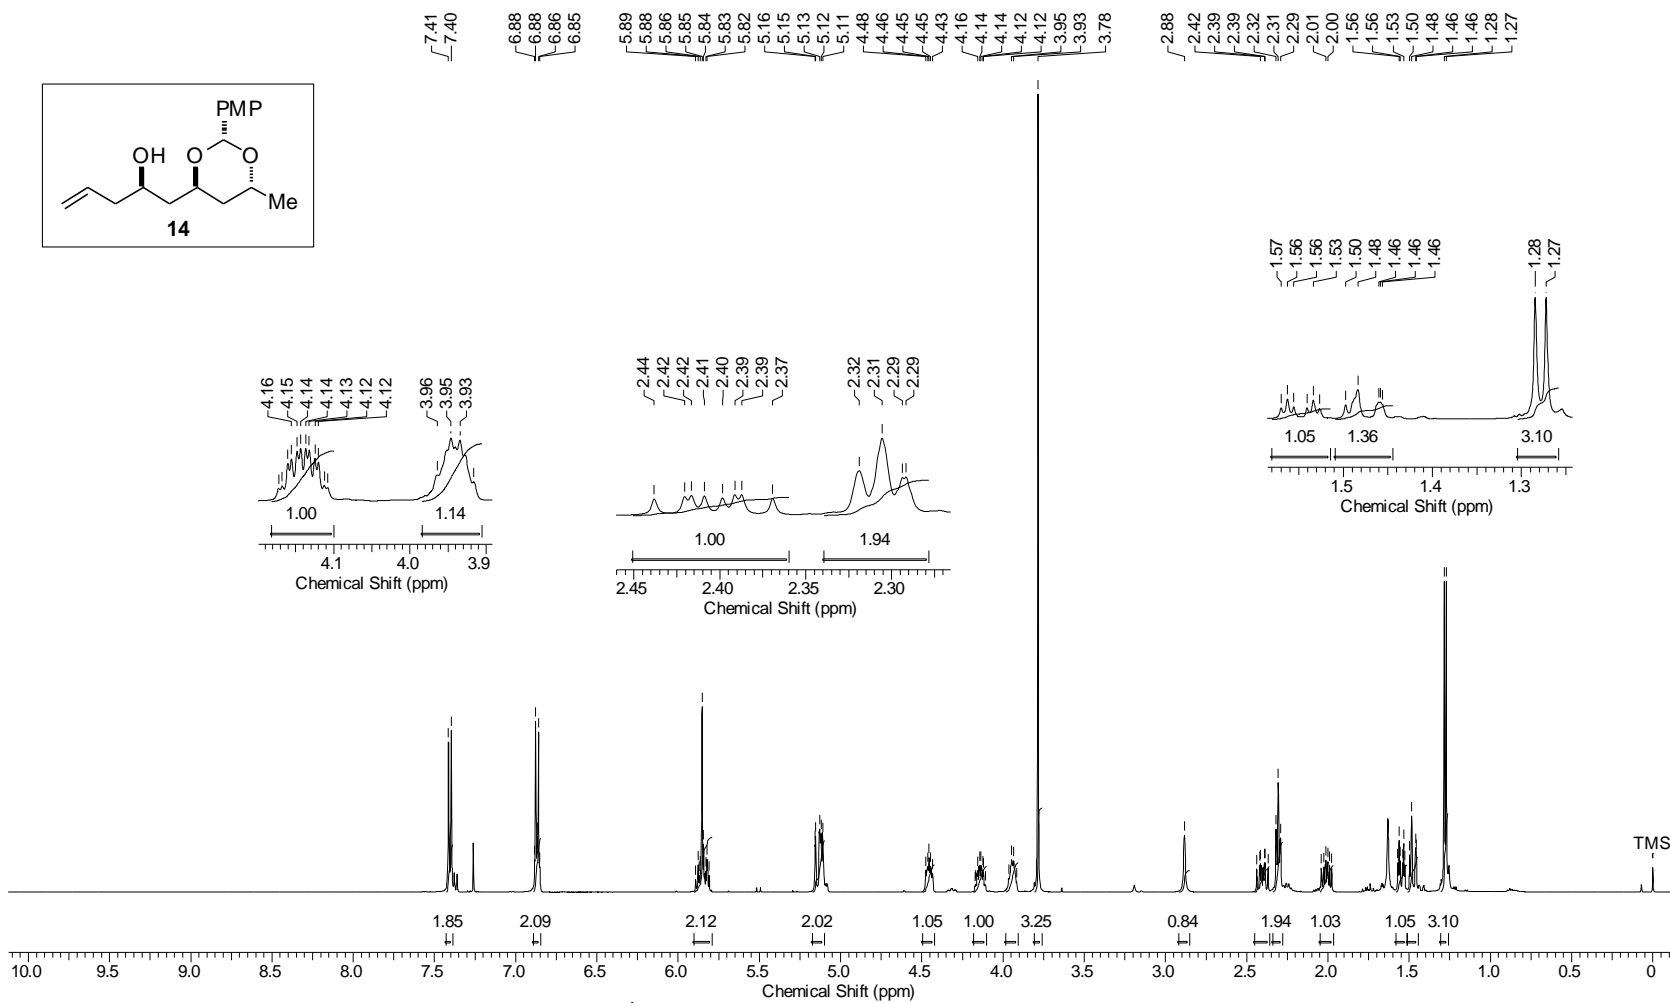 7.41 7.40 6.88 6.88 6.86 6.85 5.89 5.88 5.86 5.85 5.84 5.83 5.82 5.16 5.15 5.13 5.12 5.11 4.48 4.46 4.45 4.45 4.43 4.16 4.14 4.14 4.12 4.12 3.95 3.93 3.78 2.88 2.42 2.39 2.39 2.32 2.31 2.29 2.01 2.00 1.56 1.56 1.53 1.50 1.48 1.46 1.46 1.28 1.27
PMP
OH O O
Me
14
1.57 1.56 1.56 1.53 1.50 1.48 1.46 1.46 1.46 1.28 1.27
1.05 1.36 3.10
1.5 1.4 1.3
Chemical Shift (ppm)
4.16 4.15 4.14 4.14 4.13 4.12 4.12 3.96 3.95 3.93
1.00 1.14
4.1 4.0 3.9
Chemical Shift (ppm)
2.44 2.42 2.42 2.41 2.40 2.39 2.39 2.37 2.32 2.31 2.29 2.29
1.00 1.94
2.45 2.40 2.35 2.30
Chemical Shift (ppm)
TMS
1.85 2.09 2.12 2.02 1.05 1.00 3.25 0.84 1.94 1.03 1.05 3.10
10.0 9.5 9.0 8.5 8.0 7.5 7.0 6.5 6.0 5.5 5.0 4.5 4.0 3.5 3.0 2.5 2.0 1.5 1.0 0.5 0
Chemical Shift (ppm)